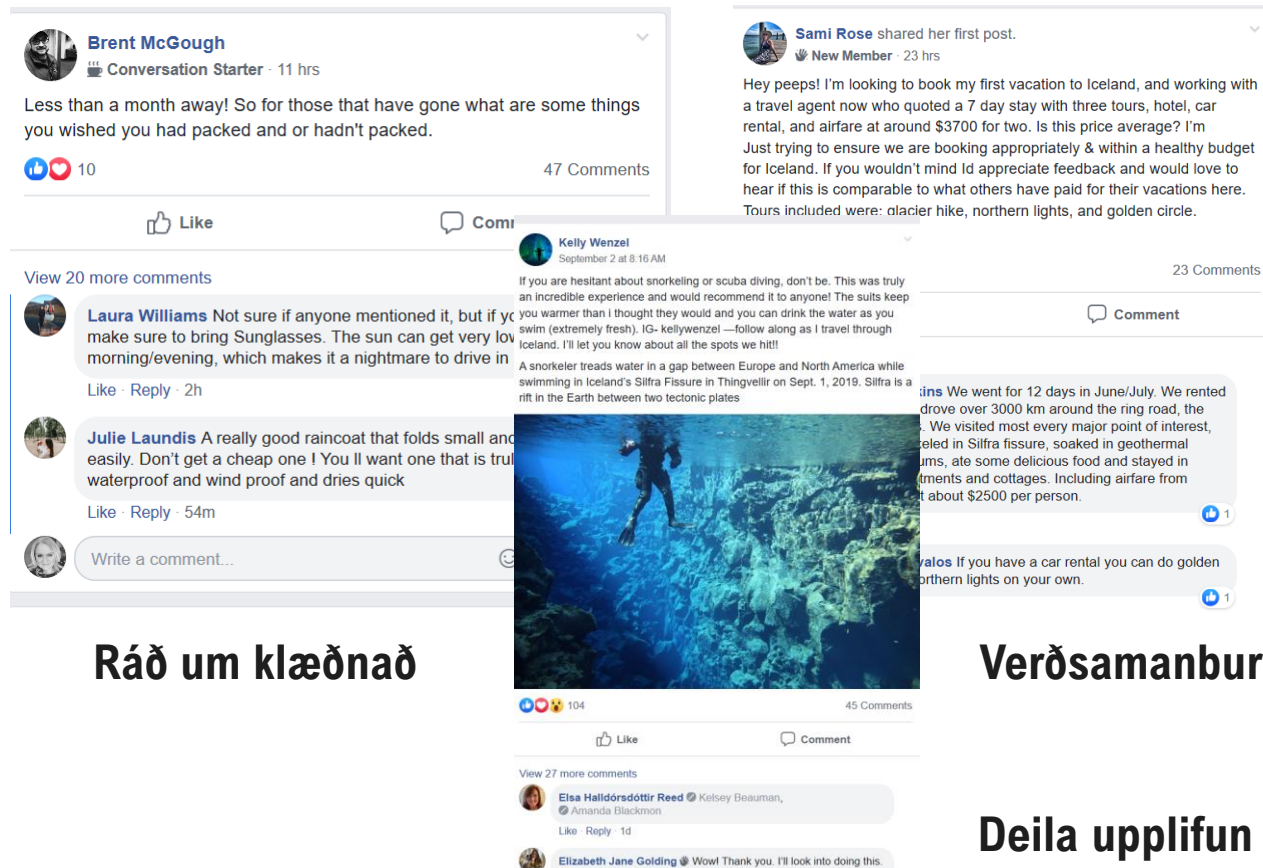 Brent McGough
Conversation Starter · 11 hrs
Less than a month away! So for those that have gone what are some things
you wished you had packed and or hadn't packed.
10
47 Comments
Like
Comm
View 20 more comments
Laura Williams Not sure if anyone mentioned it, but if yo
make sure to bring Sunglasses. The sun can get very low
morning/evening, which makes it a nightmare to drive in
Like · Reply · 2h
Julie Laundis A really good raincoat that folds small and
easily. Don't get a cheap one ! You ll want one that is trul
waterproof and wind proof and dries quick
Like · Reply · 54m
Write a comment...
Ráð um klæðnað
Kelly Wenzel
September 2 at 8:16 AM
If you are hesitant about snorkeling or scuba diving, don't be. This was truly
an incredible experience and would recommend it to anyone! The suits keep
you warmer than i thought they would and you can drink the water as you
swim (extremely fresh). IG- kellywenzel —follow along as I travel through
Iceland. I'll let you know about all the spots we hit!!
A snorkeler treads water in a gap between Europe and North America while
swimming in Iceland's Silfra Fissure in Thingvellir on Sept. 1, 2019. Silfra is a
rift in the Earth between two tectonic plates
104
45 Comments
Like
Comment
View 27 more comments
Elsa Halldórsdóttir Reed Kelsey Beauman,
Amanda Blackmon
Like · Reply · 1d
Elizabeth Jane Golding Wow! Thank you. I'll look into doing this.
Sami Rose shared her first post.
New Member · 23 hrs
Hey peeps! I'm looking to book my first vacation to Iceland, and working with
a travel agent now who quoted a 7 day stay with three tours, hotel, car
rental, and airfare at around $3700 for two. Is this price average? I'm
Just trying to ensure we are booking appropriately & within a healthy budget
for Iceland. If you wouldn't mind Id appreciate feedback and would love to
hear if this is comparable to what others have paid for their vacations here.
Tours included were: glacier hike, northern lights, and golden circle.
23 Comments
Comment
kins We went for 12 days in June/July. We rented
drove over 3000 km around the ring road, the
. We visited most every major point of interest,
keled in Silfra fissure, soaked in geothermal
ums, ate some delicious food and stayed in
tments and cottages. Including airfare from
t about $2500 per person.
1
valos If you have a car rental you can do golden
orthern lights on your own.
1
Verðsamanbur
Deila upplifun